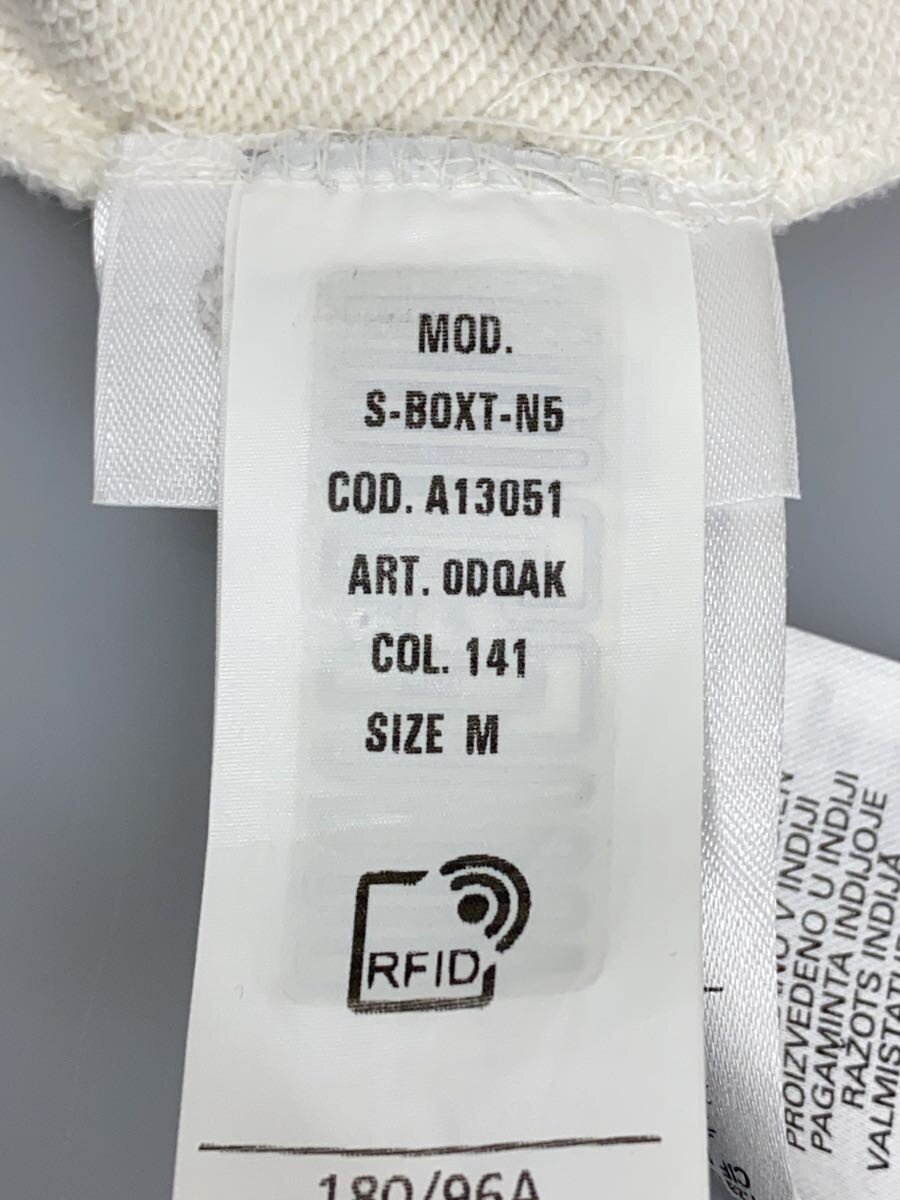 MOD.
S-BOXT-N5
COD. A13051
ART. 0DQAK
COL. 141
SIZE M
RFID
180/96A
V INDIJI
PROIZVEDENO U INDIJI
PAGAMINTA INDIJOJE
RAŽOTS INDIJĀ